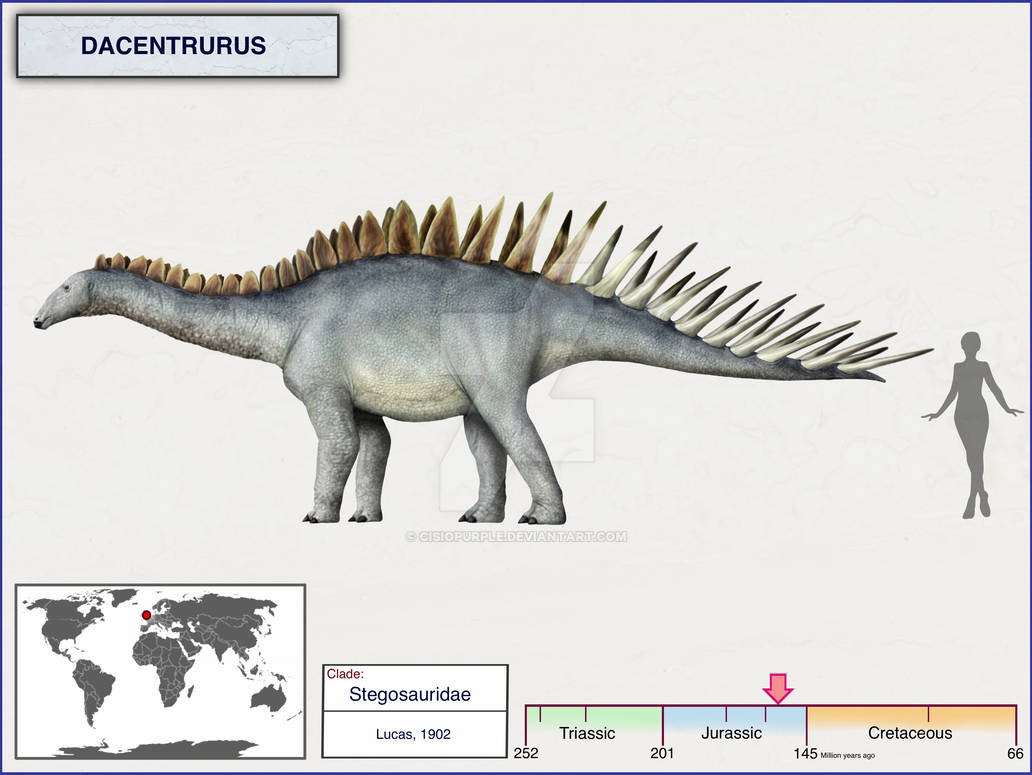 DACENTRURUS
© CISIOPURPLE.DEVIANTART.COM
Clade:
Stegosauridae
Lucas, 1902
Triassic
Jurassic
Cretaceous
252
201
145 Million years ago
66